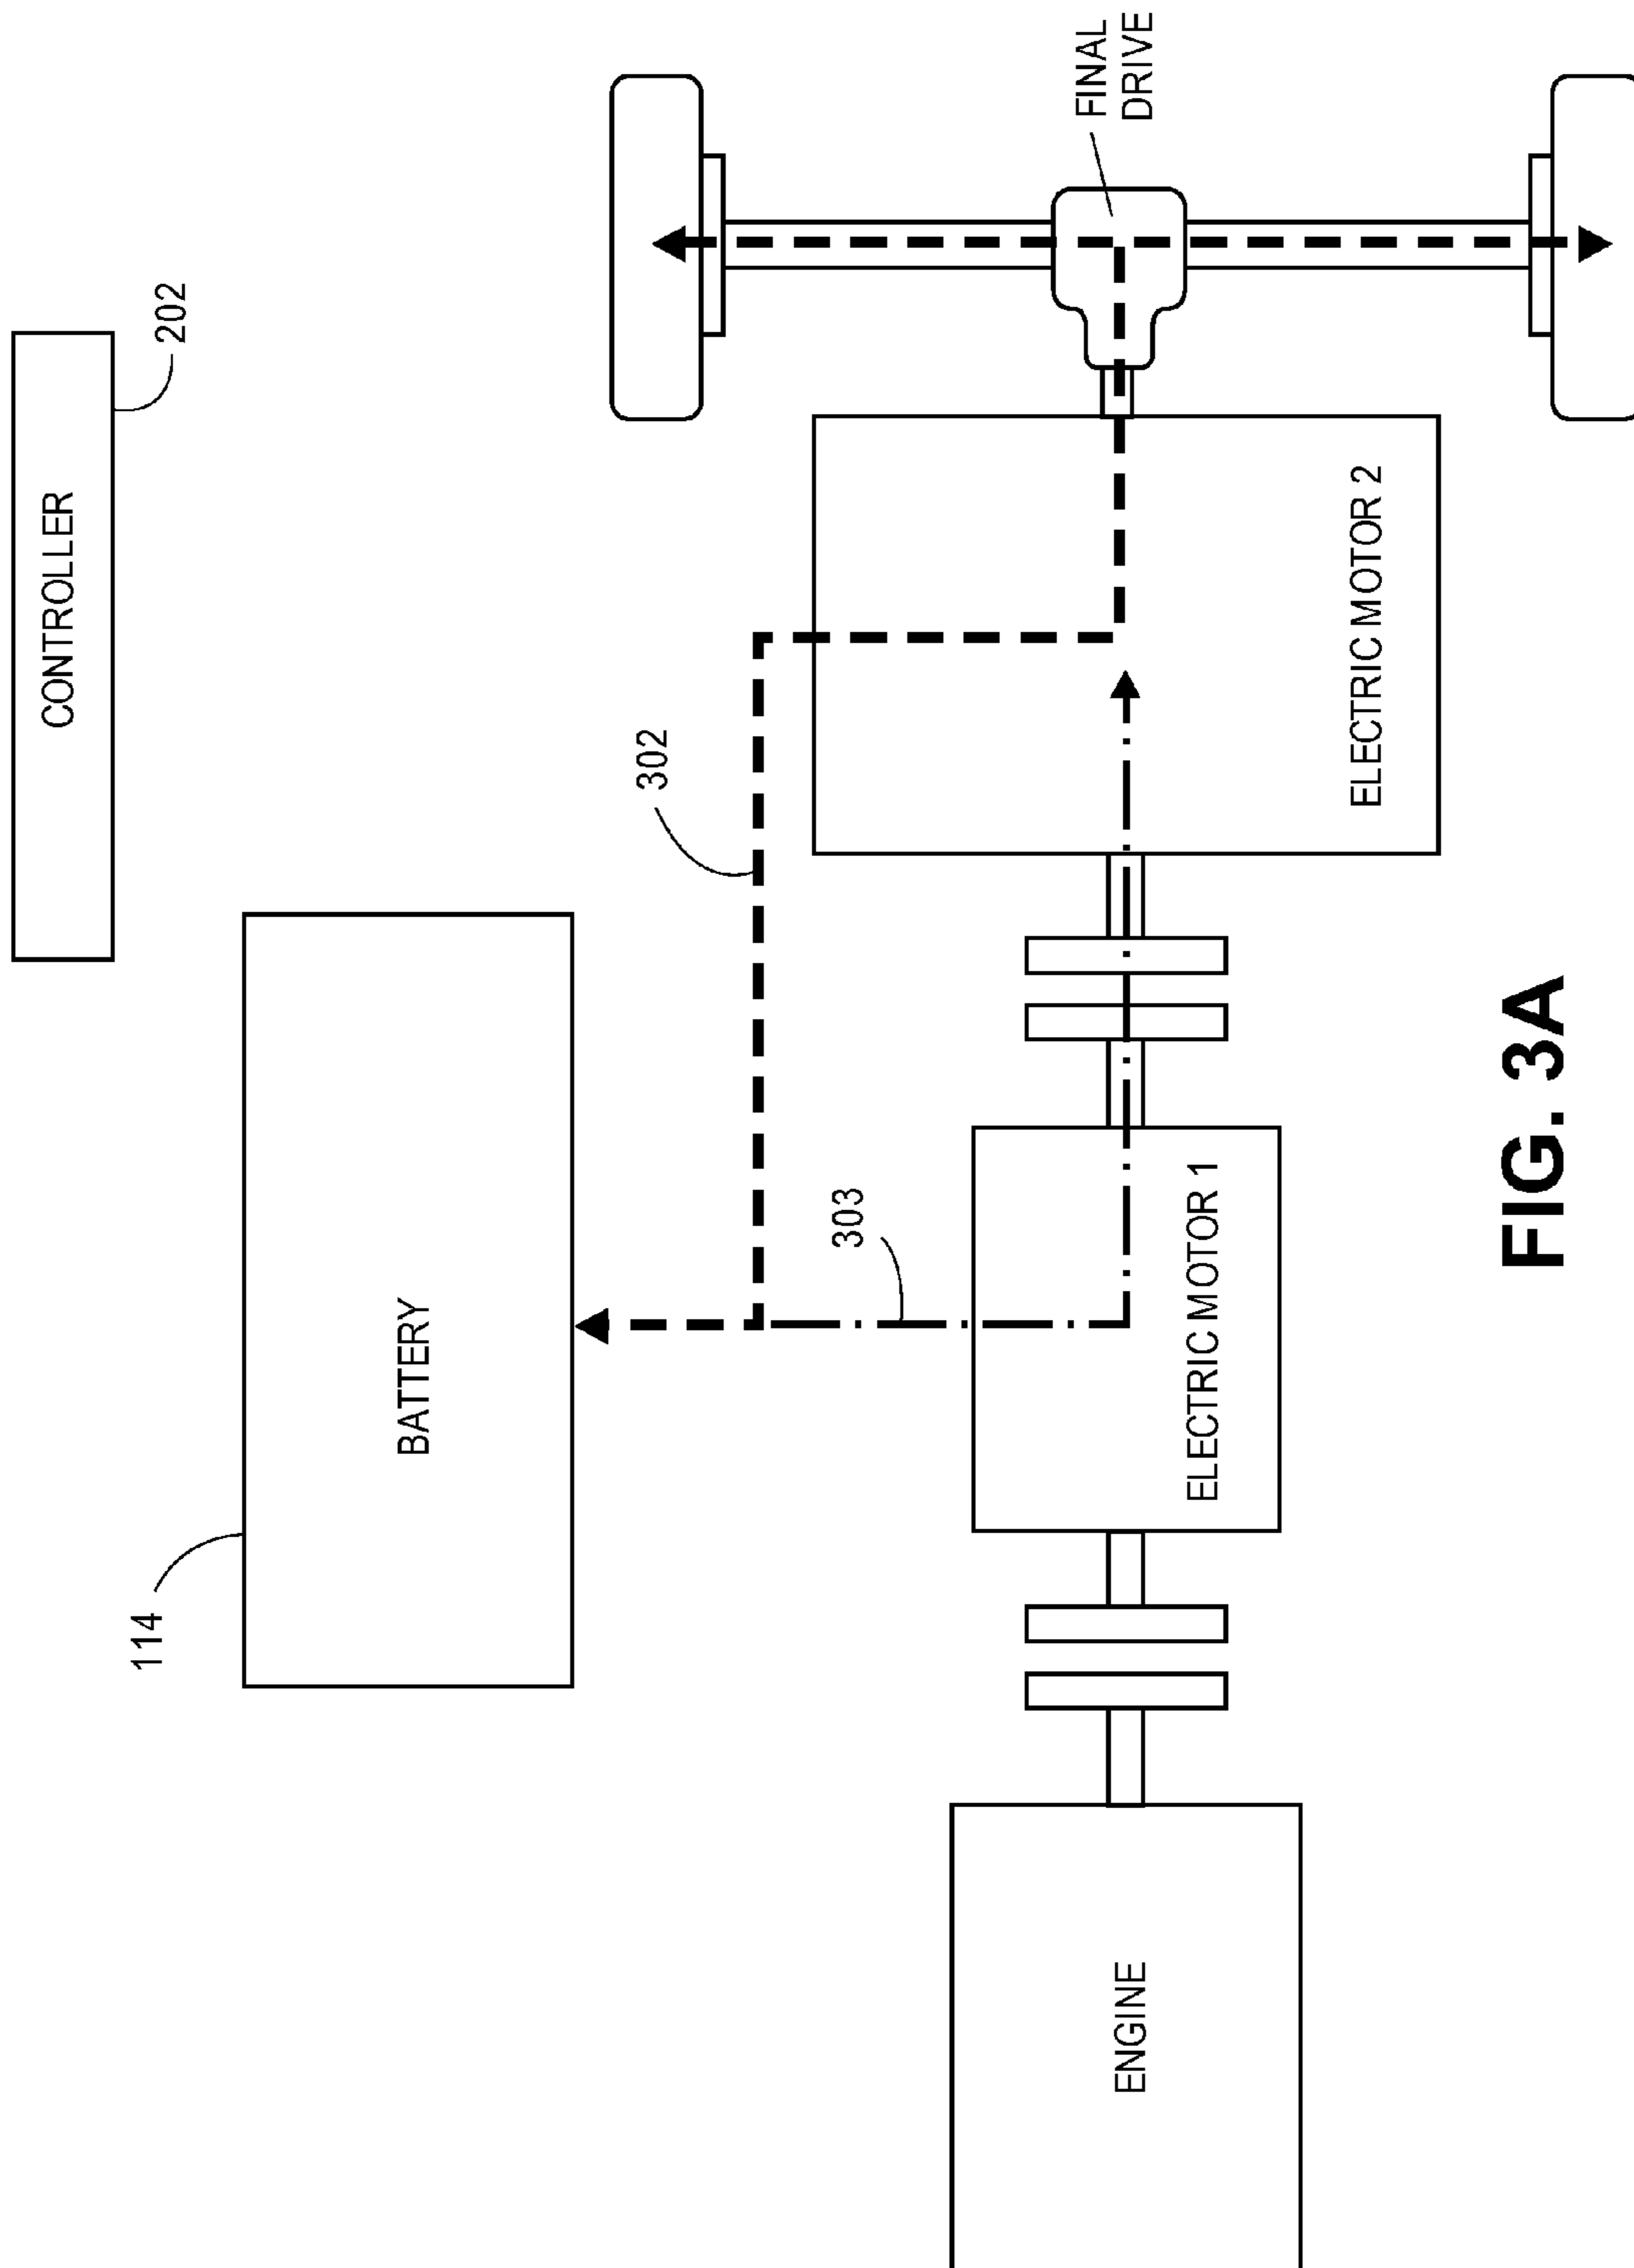 CONTROLLER
202
114
BATTERY
302
303
FINAL
DRIVE
ENGINE
ELECTRIC MOTOR 1
ELECTRIC MOTOR 2
FIG. 3A